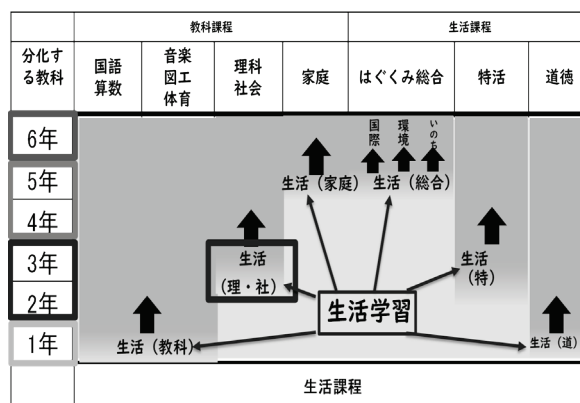 教科課程
生活課程
分化す
る教科
国語
算数
音楽
図工
体育
理科
社会
家庭
はぐくみ総合
特活
道徳
6年
5年
4年
3年
2年
1年
国際
環境
いのち
生活（家庭）
生活（総合）
生活
（理・社）
生活
（特）
生活学習
生活（教科）
生活（道）
生活課程